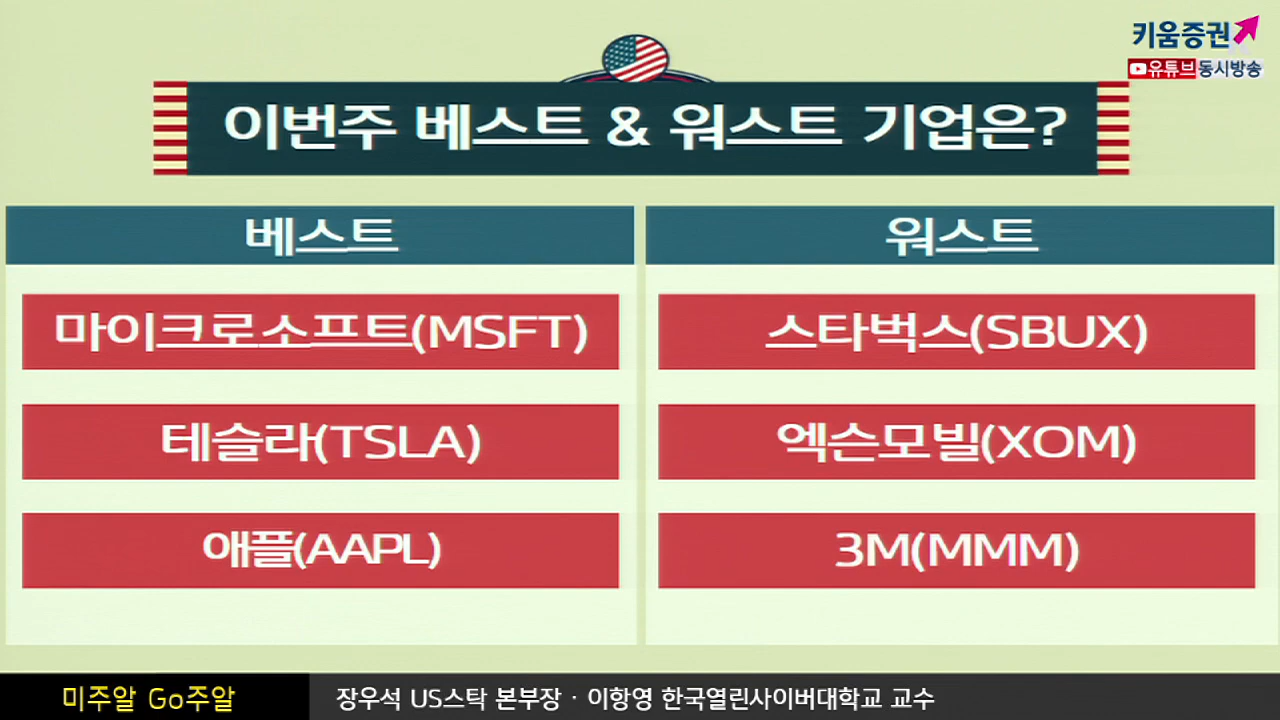 키움증권
유튜브동시방송
이번주 베스트 & 워스트 기업은?
베스트
워스트
마이크로소프트(MSFT)
스타벅스(SBUX)
테슬라(TSLA)
엑슨모빌(XOM)
애플(AAPL)
3M(MMM)
미주알 Go주알
장우석 US스탁 본부장 · 이항영 한국열린사이버대학교 교수